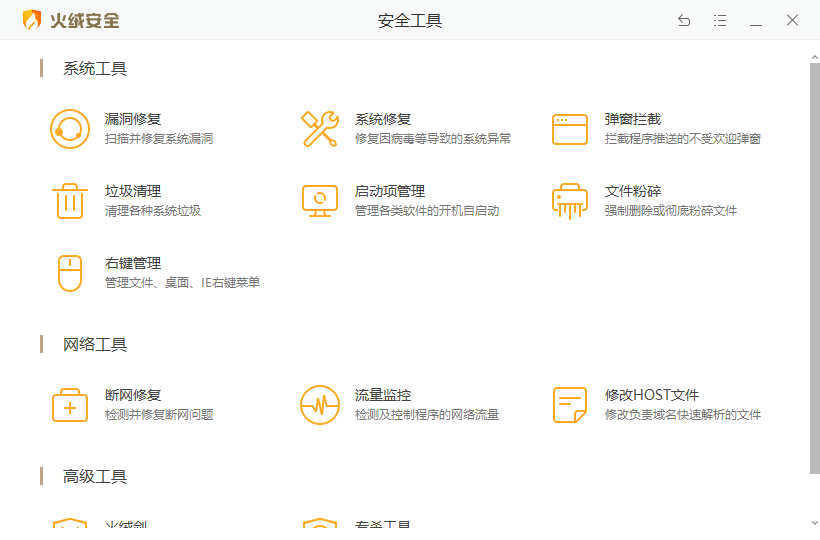 火绒安全
安全工具
系统工具
漏洞修复
扫描并修复系统漏洞
系统修复
修复因病毒等导致的系统异常
弹窗拦截
拦截程序推送的不受欢迎弹窗
垃圾清理
清理各种系统垃圾
启动项管理
管理各类软件的开机自启动
文件粉碎
强制删除或彻底粉碎文件
右键管理
管理文件、桌面、IE右键菜单
网络工具
断网修复
检测并修复断网问题
流量监控
检测及控制程序的网络流量
修改HOST文件
修改负责域名快速解析的文件
高级工具
火绒剑
专杀工具